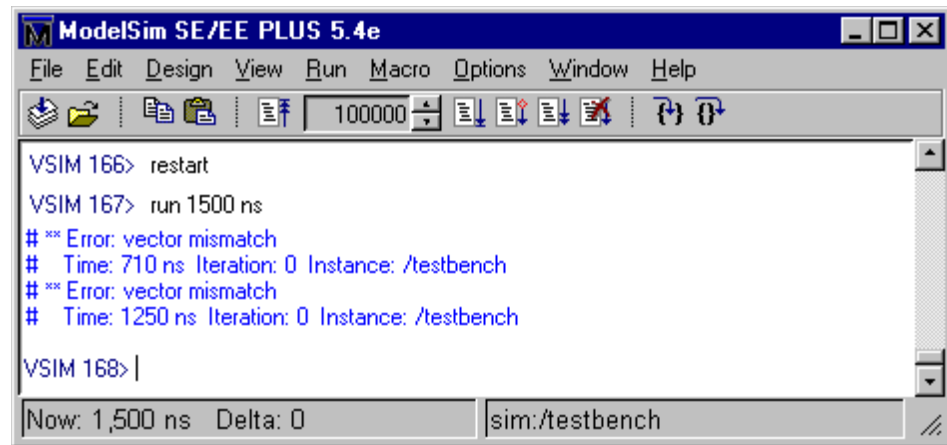 ModelSim SE/EE PLUS 5.4e
File Edit Design View Run Macro Options Window Help
100000
VSIM 166> restart
VSIM 167> run 1500 ns
# ** Error: vector mismatch
#    Time: 710 ns  Iteration: 0  Instance: /testbench
# ** Error: vector mismatch
#    Time: 1250 ns  Iteration: 0  Instance: /testbench
VSIM 168>
Now: 1,500 ns   Delta: 0   sim:/testbench